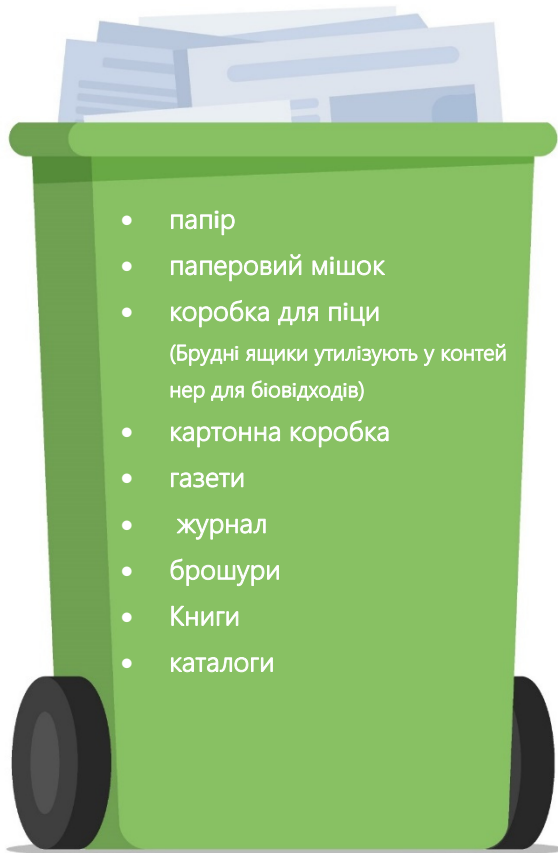 • папір
• паперовий мішок
• коробка для піци
(Брудні ящики утилізують у контей
нер для біовідходів)
• картонна коробка
• газети
• журнал
• брошури
• Книги
• каталоги